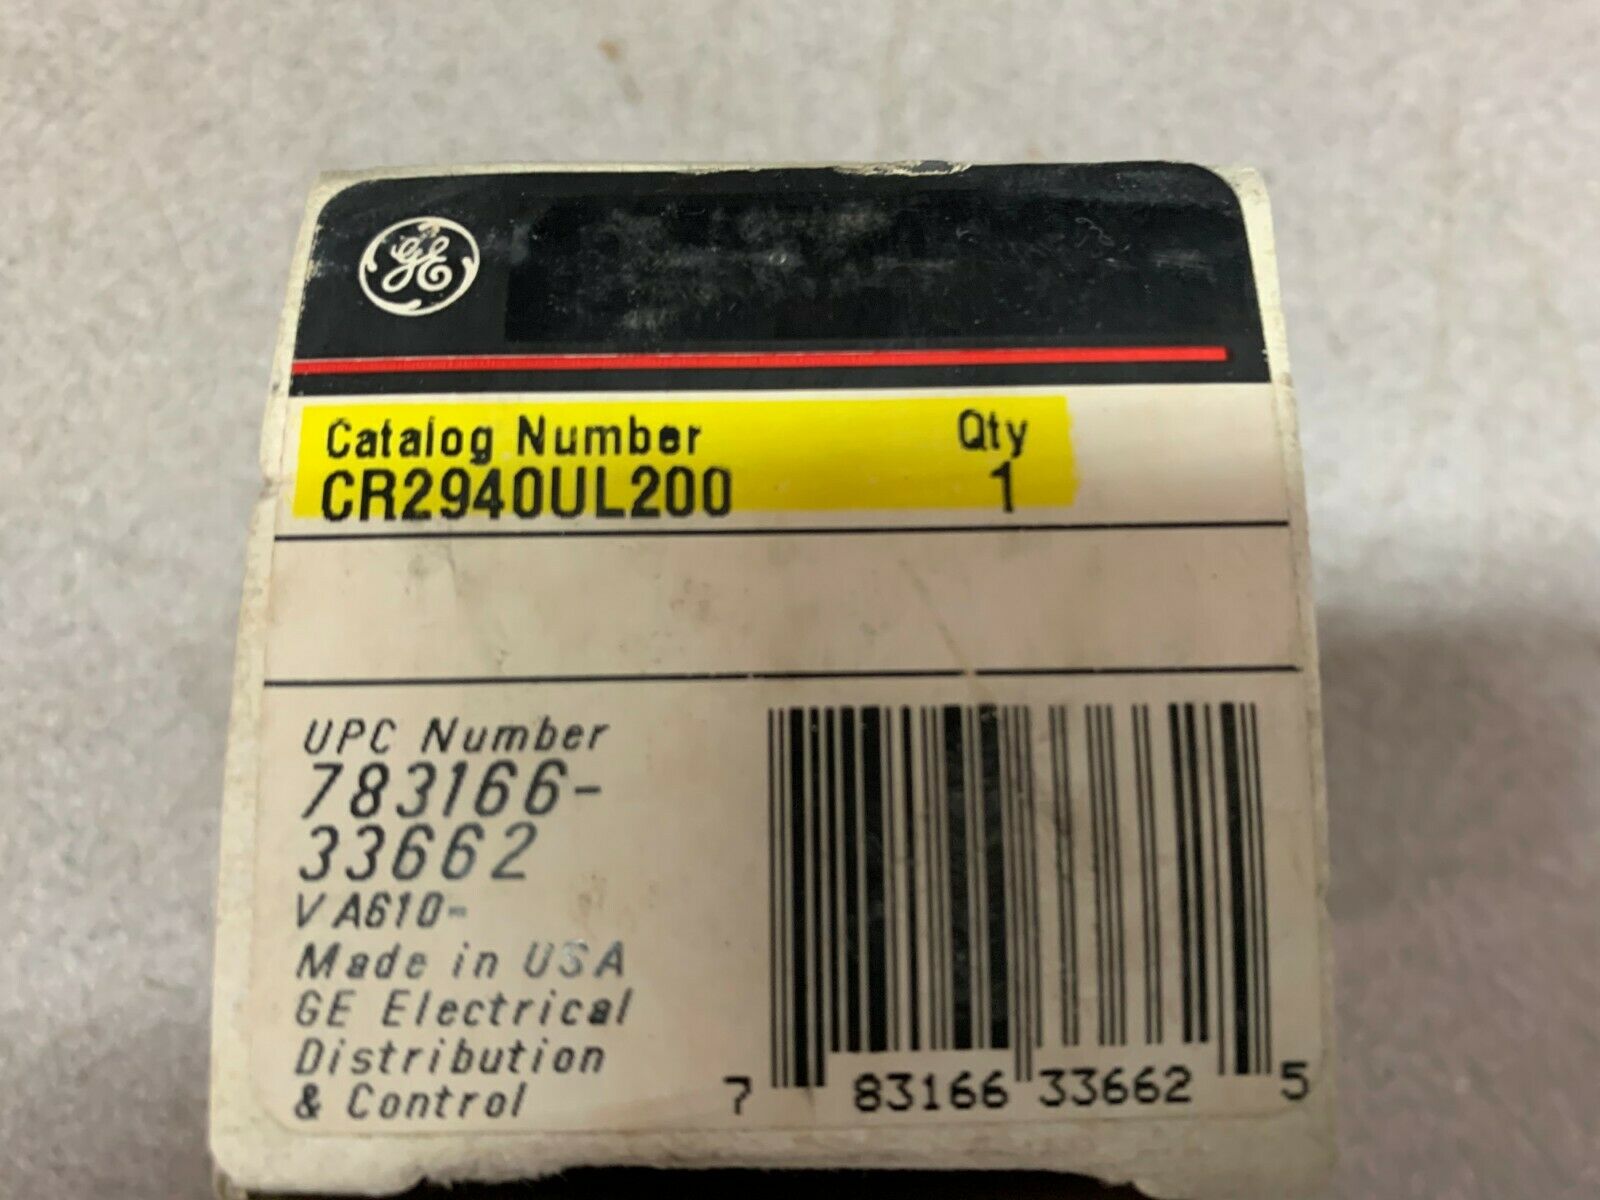 GE
Catalog Number Qty
CR2940UL200 1
UPC Number
783166-
33662
VA610-
Made in USA
GE Electrical
Distribution
& Control
7 83166 33662 5